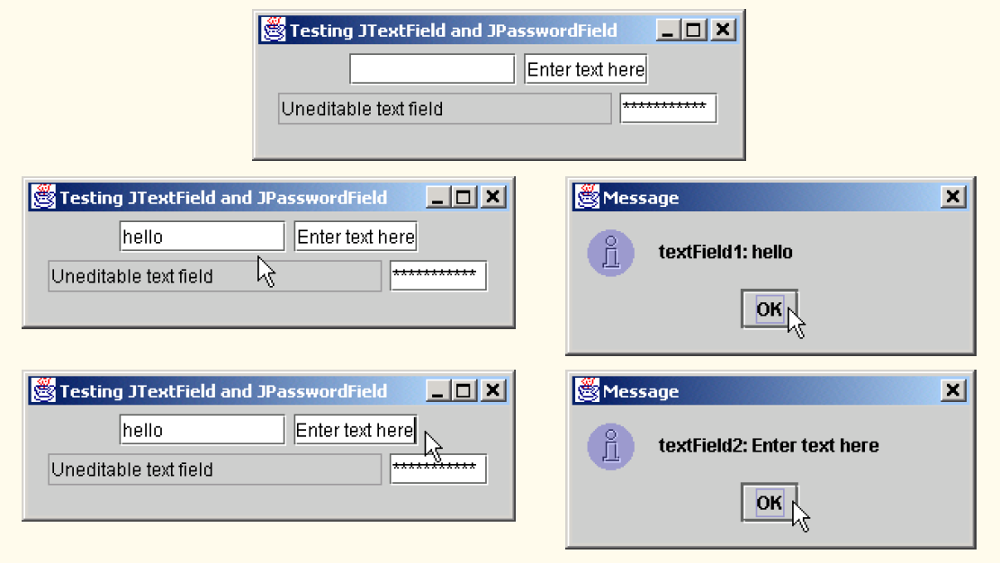 Testing JTextField and JPasswordField
Enter text here
Uneditable text field ***********
Testing JTextField and JPasswordField
hello Enter text here
Uneditable text field ***********
Message
textField1: hello
OK
Testing JTextField and JPasswordField
hello Enter text here
Uneditable text field ***********
Message
textField2: Enter text here
OK